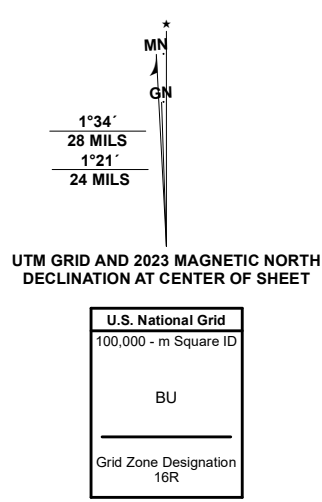 ★
MN
GN
1°34´
28 MILS
1°21´
24 MILS
UTM GRID AND 2023 MAGNETIC NORTH
DECLINATION AT CENTER OF SHEET
U.S. National Grid
100,000 - m Square ID
BU
Grid Zone Designation
16R